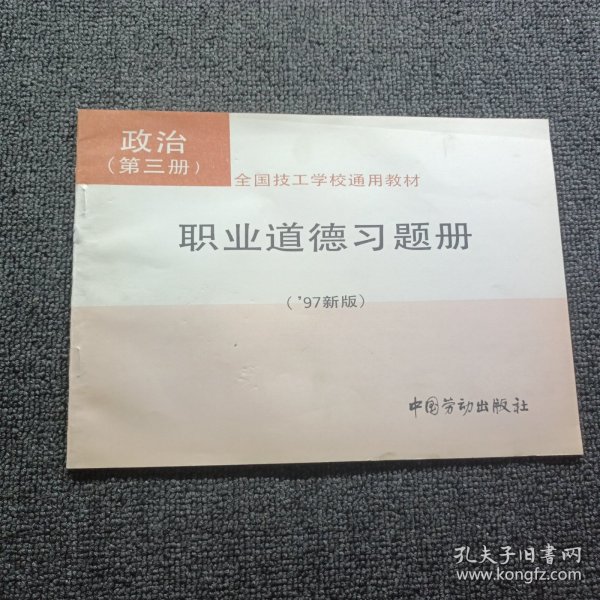 政治
（第三册）
全国技工学校通用教材
职业道德习题册
（'97新版）
中国劳动出版社
孔夫子旧书网
www.kongfz.com